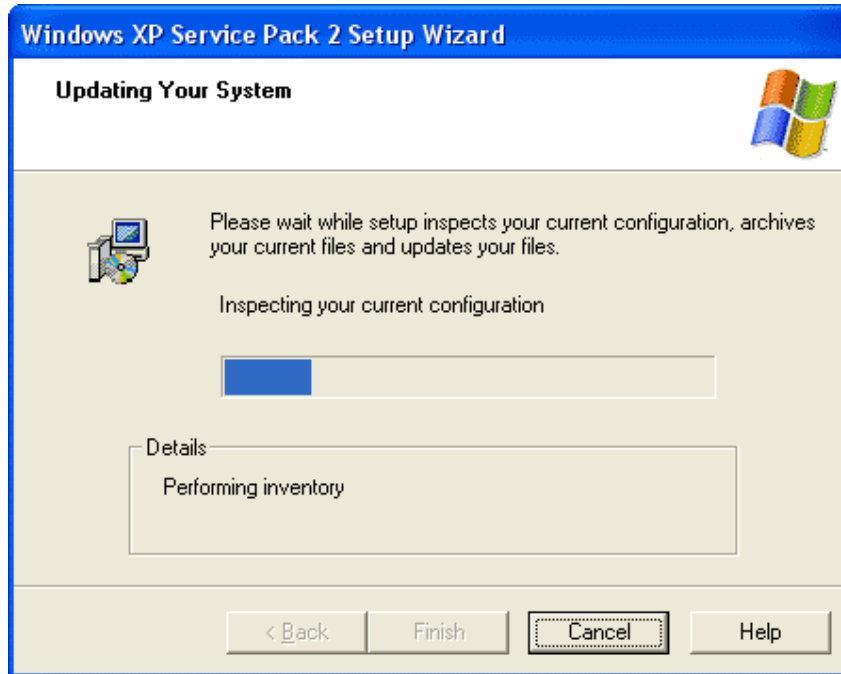 Windows XP Service Pack 2 Setup Wizard
Updating Your System
Please wait while setup inspects your current configuration, archives
your current files and updates your files.
Inspecting your current configuration
Details
Performing inventory
< Back
Finish
Cancel
Help